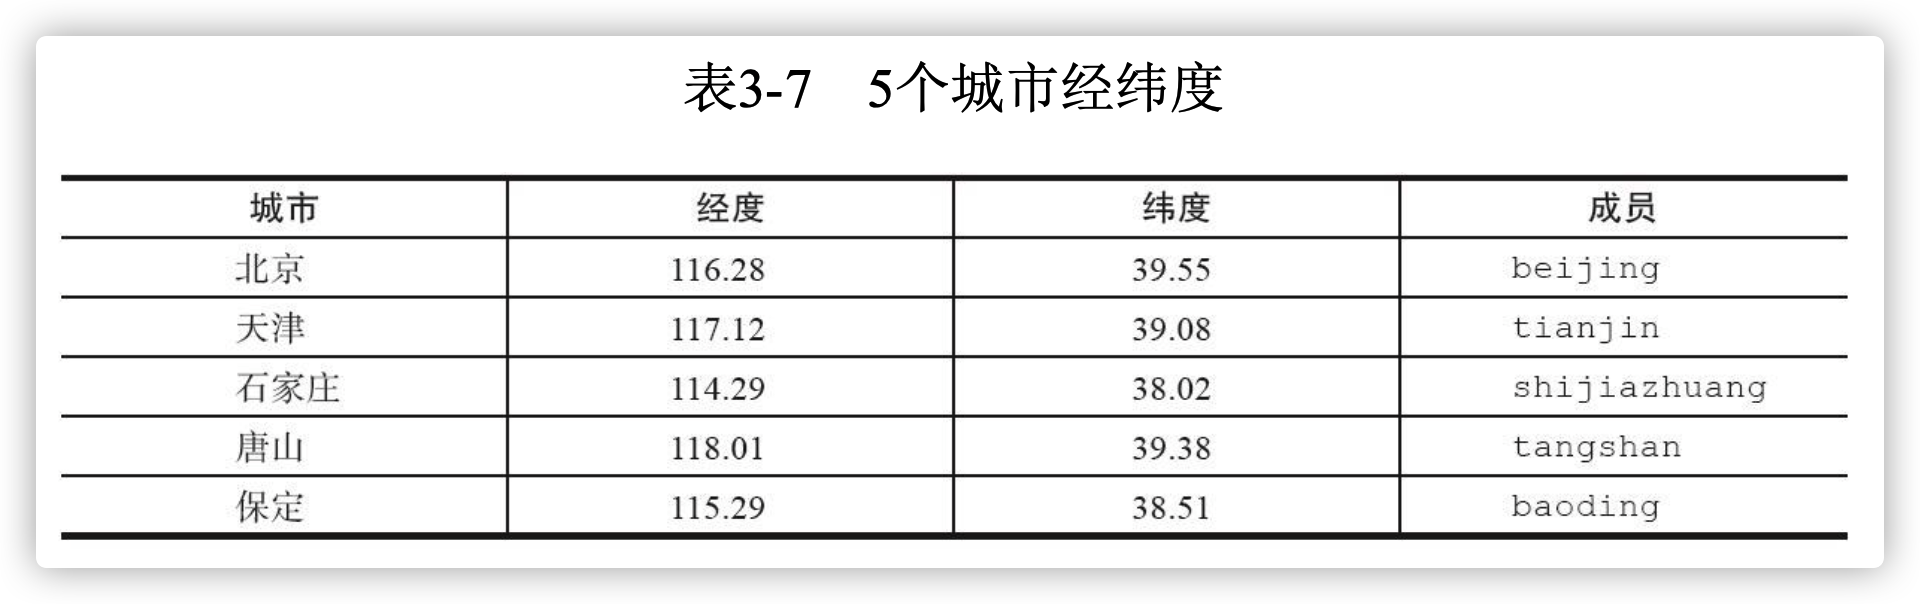 表3-7 5个城市经纬度
城市 经度 纬度 成员
北京 116.28 39.55 beijing
天津 117.12 39.08 tianjin
石家庄 114.29 38.02 shijiazhuang
唐山 118.01 39.38 tangshan
保定 115.29 38.51 baoding